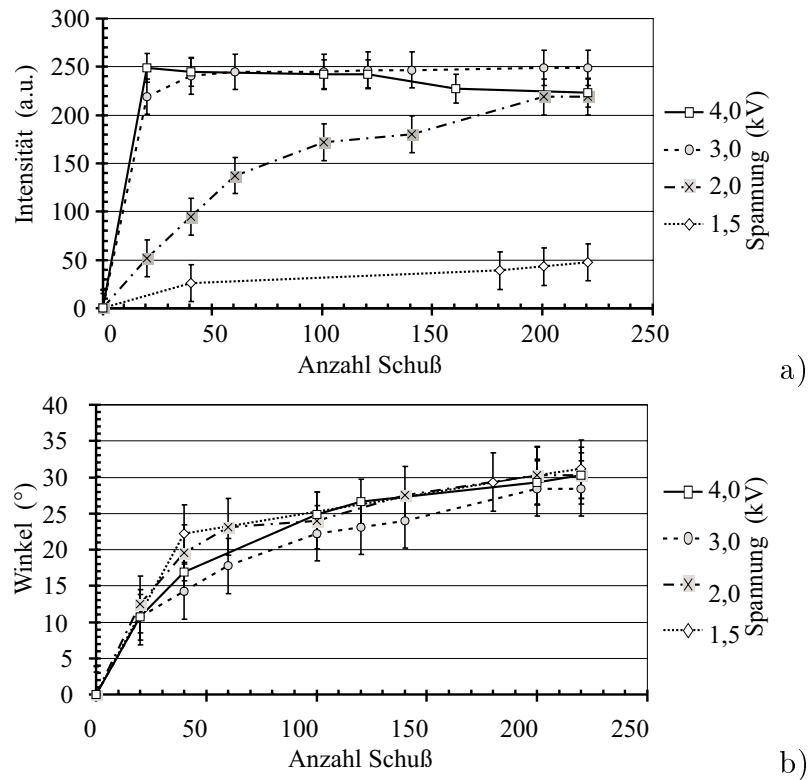 300
250
200
150
100
50
0
Intensität (a.u.)
0 50 100 150 200 250
Anzahl Schuß
4,0
3,0
2,0
1,5
Spannung (kV)
a)
40
35
30
25
20
15
10
5
0
Winkel (°)
0 50 100 150 200 250
Anzahl Schuß
4,0
3,0
2,0
1,5
Spannung (kV)
b)